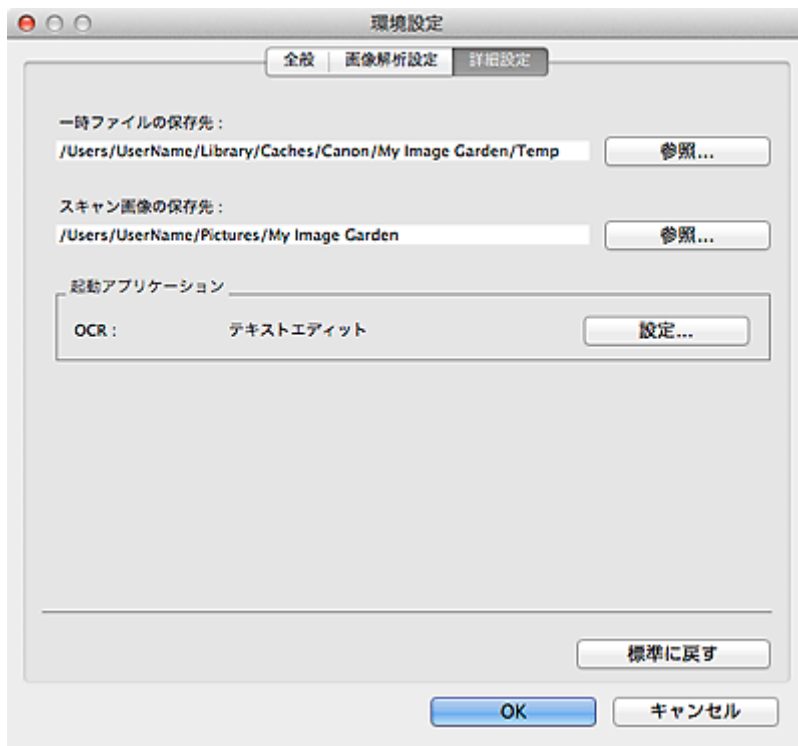 環境設定
全般 画像解析設定 詳細設定
一時ファイルの保存先：
/Users/UserName/Library/Caches/Canon/My Image Garden/Temp 参照...
スキャン画像の保存先：
/Users/UserName/Pictures/My Image Garden 参照...
起動アプリケーション
OCR： テキストエディット 設定...
標準に戻す
OK キャンセル